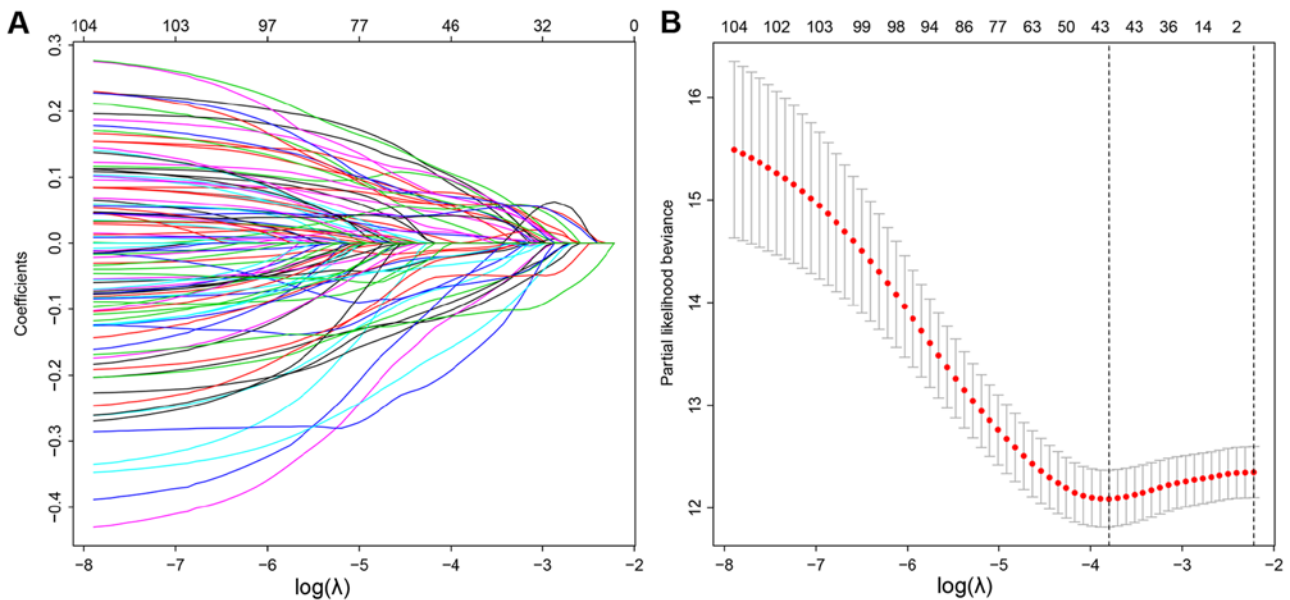 A
104 103 97 77 46 32 0
0.3
0.2
0.1
0.0
−0.1
−0.2
−0.3
−0.4
Coefficients
−8 −7 −6 −5 −4 −3 −2
log(λ)
B
104 102 103 99 98 94 86 77 63 50 43 43 36 14 2
16
15
14
13
12
Partial likelihood beviance
−8 −7 −6 −5 −4 −3 −2
log(λ)